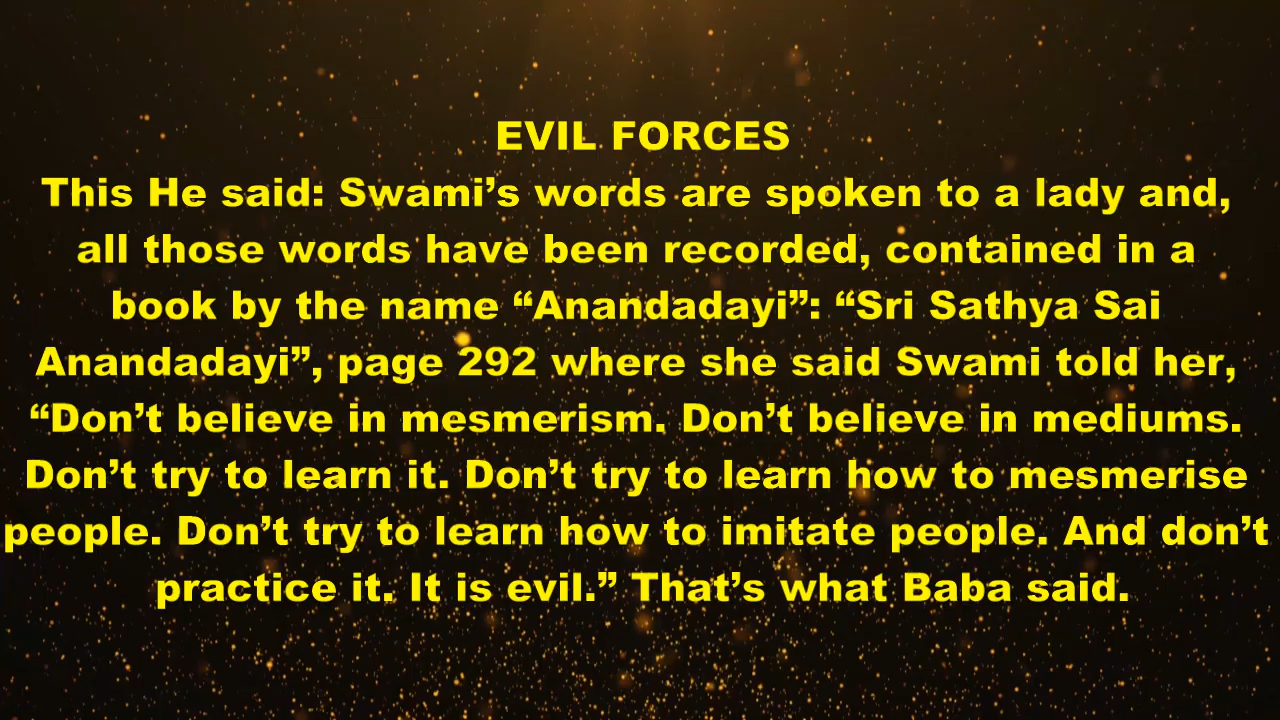 EVIL FORCES
This He said: Swami’s words are spoken to a lady and,
all those words have been recorded, contained in a
book by the name “Anandadayi”: “Sri Sathya Sai
Anandadayi”, page 292 where she said Swami told her,
“Don’t believe in mesmerism. Don’t believe in mediums.
Don’t try to learn it. Don’t try to learn how to mesmerise
people. Don’t try to learn how to imitate people. And don’t
practice it. It is evil.” That’s what Baba said.